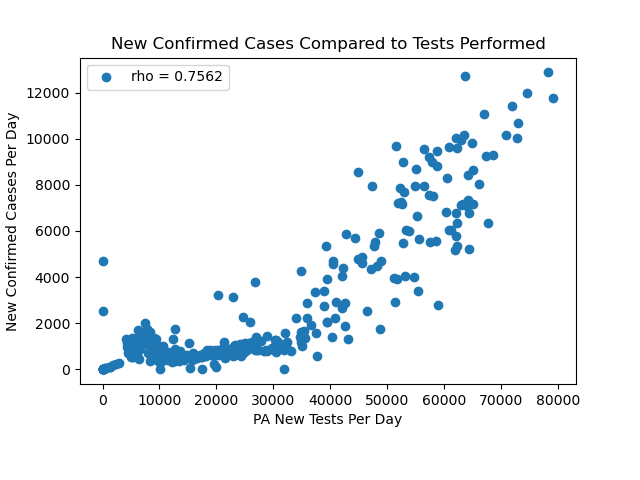 New Confirmed Cases Compared to Tests Performed
rho = 0.7562
New Confirmed Caeses Per Day
12000
10000
8000
6000
4000
2000
0
0 10000 20000 30000 40000 50000 60000 70000 80000
PA New Tests Per Day